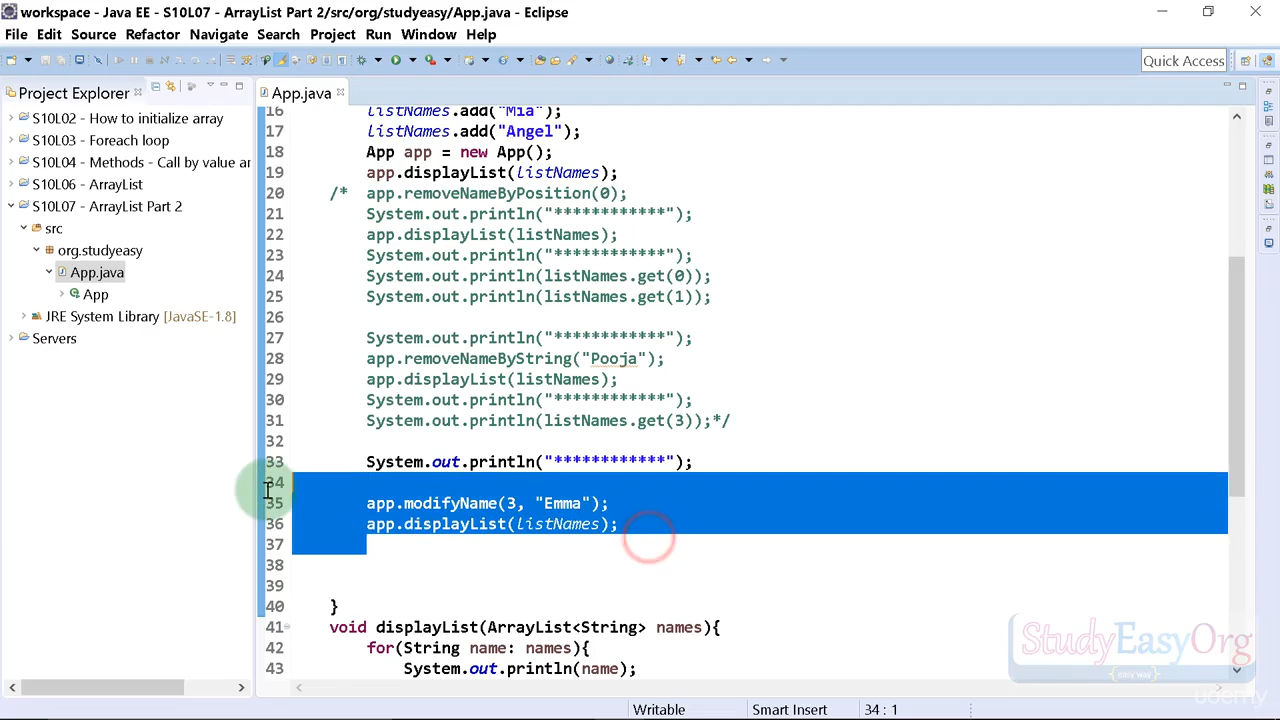 workspace - Java EE - S10L07 - ArrayList Part 2/src/org/studyeasy/App.java - Eclipse
File Edit Source Refactor Navigate Search Project Run Window Help
Quick Access
Project Explorer
App.java
S10L02 - How to initialize array
S10L03 - Foreach loop
S10L04 - Methods - Call by value ar
S10L06 - ArrayList
S10L07 - ArrayList Part 2
src
org.studyeasy
App.java
App
JRE System Library [JavaSE-1.8]
Servers
16 listNames.add("Mia");
17 listNames.add("Angel");
18 App app = new App();
19 app.displayList(listNames);
20 /* app.removeNameByPosition(0);
21 System.out.println("************");
22 app.displayList(listNames);
23 System.out.println("************");
24 System.out.println(listNames.get(0));
25 System.out.println(listNames.get(1));
26
27 System.out.println("************");
28 app.removeNameByString("Pooja");
29 app.displayList(listNames);
30 System.out.println("************");
31 System.out.println(listNames.get(3));*/
32
33 System.out.println("************");
34
35 app.modifyName(3, "Emma");
36 app.displayList(listNames);
37
38
39
40 }
41 void displayList(ArrayList<String> names){
42 for(String name: names){
43 System.out.println(name);
StudyEasyOrg
easy way
udemy
Writable Smart Insert 34 : 1